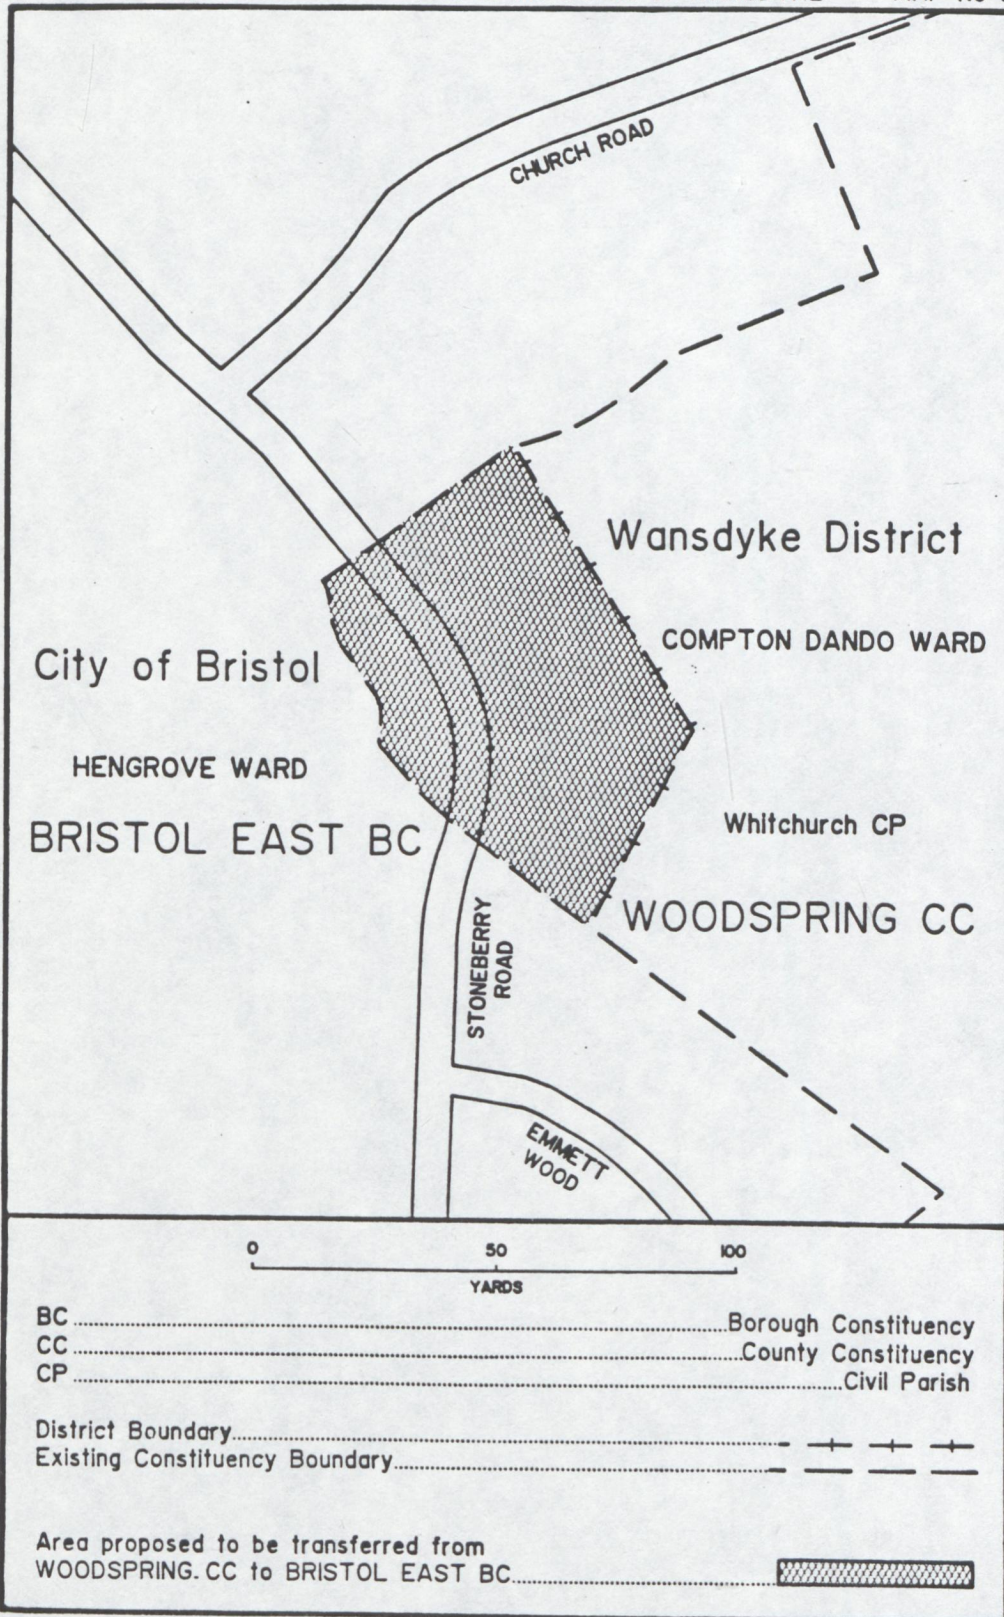 CHURCH ROAD
Wansdyke District
COMPTON DANDO WARD
City of Bristol
HENGROVE WARD
BRISTOL EAST BC
Whitchurch CP
WOODSPRING CC
STONEBERRY
ROAD
EMMETT
WOOD
0 50 100
YARDS
BC Borough Constituency
CC County Constituency
CP Civil Parish
District Boundary
Existing Constituency Boundary
Area proposed to be transferred from
WOODSPRING. CC to BRISTOL EAST BC